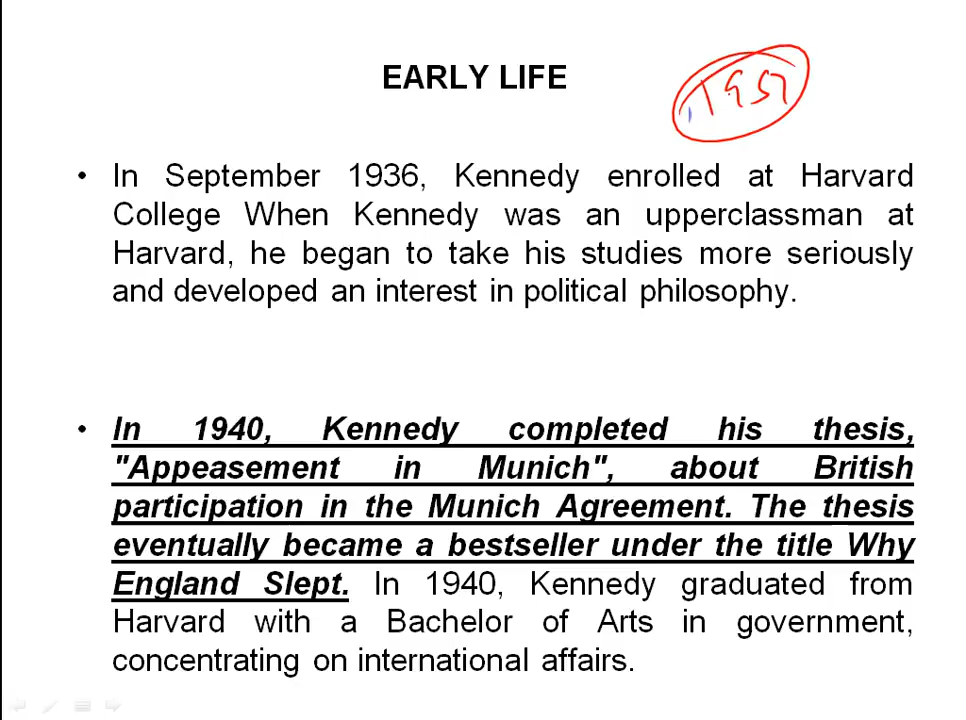 EARLY LIFE
1957
• In September 1936, Kennedy enrolled at Harvard
College When Kennedy was an upperclassman at
Harvard, he began to take his studies more seriously
and developed an interest in political philosophy.
• In 1940, Kennedy completed his thesis,
"Appeasement in Munich", about British
participation in the Munich Agreement. The thesis
eventually became a bestseller under the title Why
England Slept. In 1940, Kennedy graduated from
Harvard with a Bachelor of Arts in government,
concentrating on international affairs.